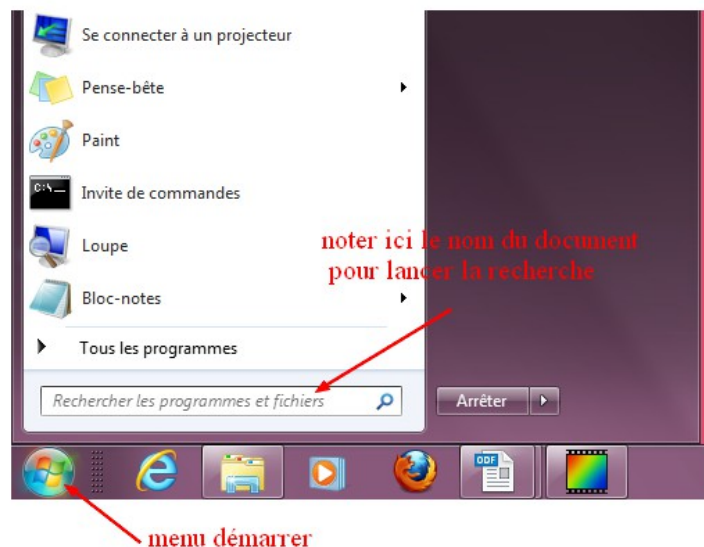 Se connecter à un projecteur
Pense-bête
Paint
C:\_
Invite de commandes
noter ici le nom du document
pour lancer la recherche
Loupe
Bloc-notes
Tous les programmes
Rechercher les programmes et fichiers
Arrêter
ODF
menu démarrer